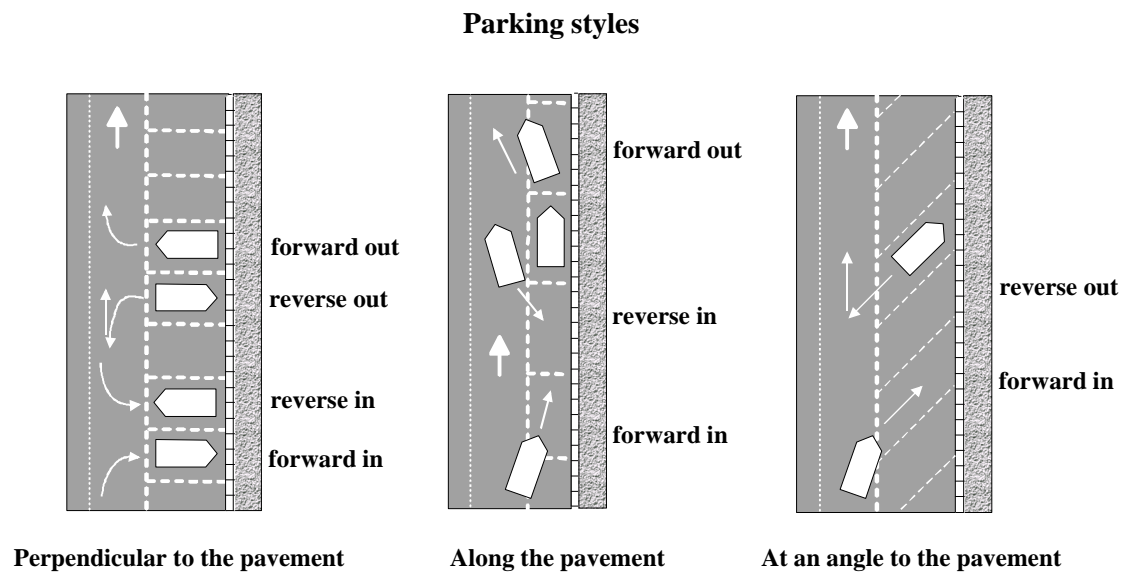 Parking styles
forward out
reverse out
reverse in
forward in
Perpendicular to the pavement
forward out
reverse in
forward in
Along the pavement
reverse out
forward in
At an angle to the pavement